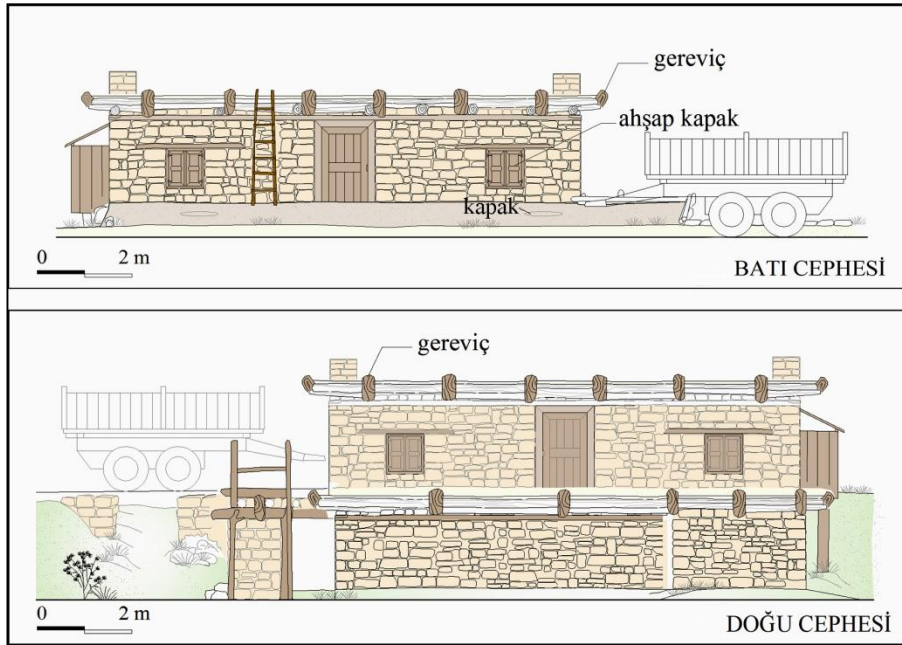 gereviç
ahşap kapak
kapak
0 2 m
BATI CEPHESİ
gereviç
0 2 m
DOĞU CEPHESİ